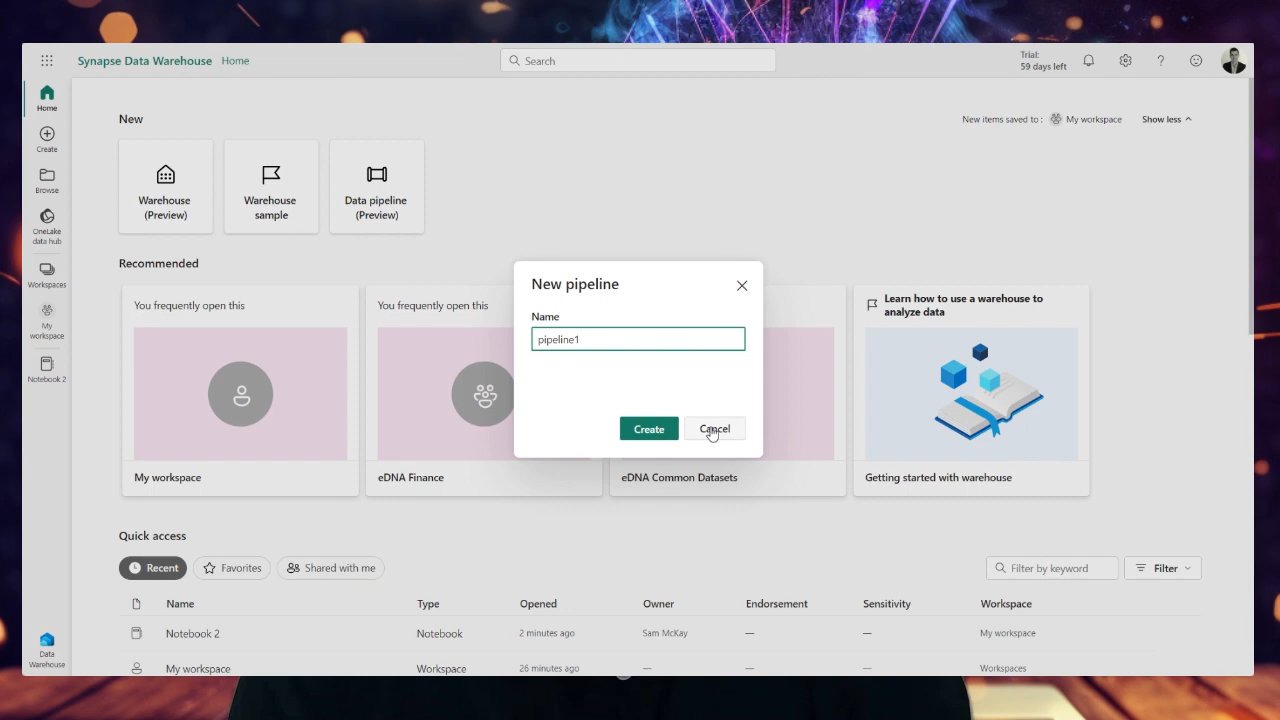 Synapse Data Warehouse Home
Search
Trial:
59 days left
Home
Create
Browse
OneLake
data hub
Workspaces
My
workspace
Notebook 2
Data
Warehouse
New
New items saved to :
My workspace
Show less
Warehouse
(Preview)
Warehouse
sample
Data pipeline
(Preview)
Recommended
You frequently open this
My workspace
You frequently open this
eDNA Finance
eDNA Common Datasets
Learn how to use a warehouse to
analyze data
Getting started with warehouse
New pipeline
Name
pipeline1
Create
Cancel
Quick access
Recent
Favorites
Shared with me
Filter by keyword
Filter
Name Type Opened Owner Endorsement Sensitivity Workspace
Notebook 2 Notebook 2 minutes ago Sam McKay — — My workspace
My workspace Workspace 26 minutes ago — — — Workspaces